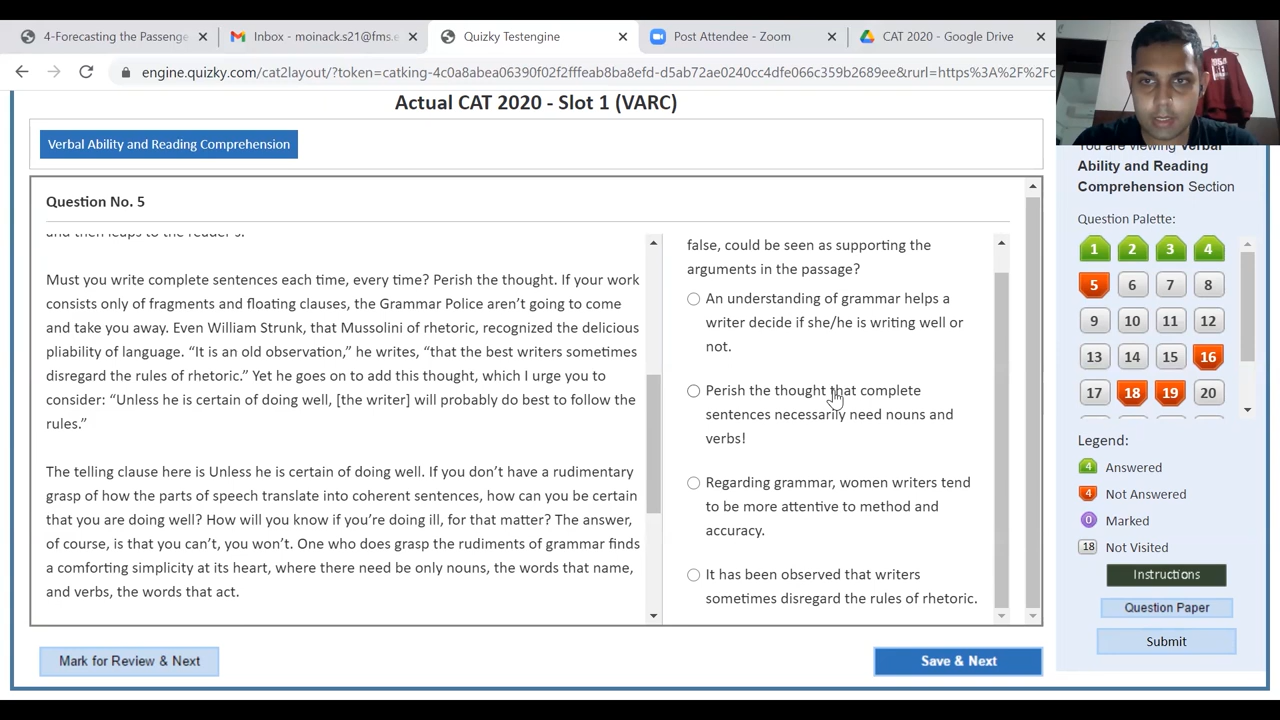 4-Forecasting the Passenge
Inbox - moinack.s21@fms.e
Quizky Testengine
Post Attendee - Zoom
CAT 2020 - Google Drive
engine.quizky.com/cat2layout/?token=catking-4c0a8abea06390f02f2fffeab8ba8efd-d5ab72ae0240cc4dfe066c359b2689ee&rurl=https%3A%2F%2Fc
Actual CAT 2020 - Slot 1 (VARC)
Verbal Ability and Reading Comprehension
Question No. 5
and then leaps to the reader's.
Must you write complete sentences each time, every time? Perish the thought. If your work
consists only of fragments and floating clauses, the Grammar Police aren't going to come
and take you away. Even William Strunk, that Mussolini of rhetoric, recognized the delicious
pliability of language. “It is an old observation,” he writes, “that the best writers sometimes
disregard the rules of rhetoric.” Yet he goes on to add this thought, which I urge you to
consider: “Unless he is certain of doing well, [the writer] will probably do best to follow the
rules.”
The telling clause here is Unless he is certain of doing well. If you don't have a rudimentary
grasp of how the parts of speech translate into coherent sentences, how can you be certain
that you are doing well? How will you know if you're doing ill, for that matter? The answer,
of course, is that you can't, you won't. One who does grasp the rudiments of grammar finds
a comforting simplicity at its heart, where there need be only nouns, the words that name,
and verbs, the words that act.
false, could be seen as supporting the
arguments in the passage?
An understanding of grammar helps a
writer decide if she/he is writing well or
not.
Perish the thought that complete
sentences necessarily need nouns and
verbs!
Regarding grammar, women writers tend
to be more attentive to method and
accuracy.
It has been observed that writers
sometimes disregard the rules of rhetoric.
Mark for Review & Next
Save & Next
You are viewing Verbal
Ability and Reading
Comprehension Section
Question Palette:
1 2 3 4
5 6 7 8
9 10 11 12
13 14 15 16
17 18 19 20
Legend:
4 Answered
4 Not Answered
0 Marked
18 Not Visited
Instructions
Question Paper
Submit